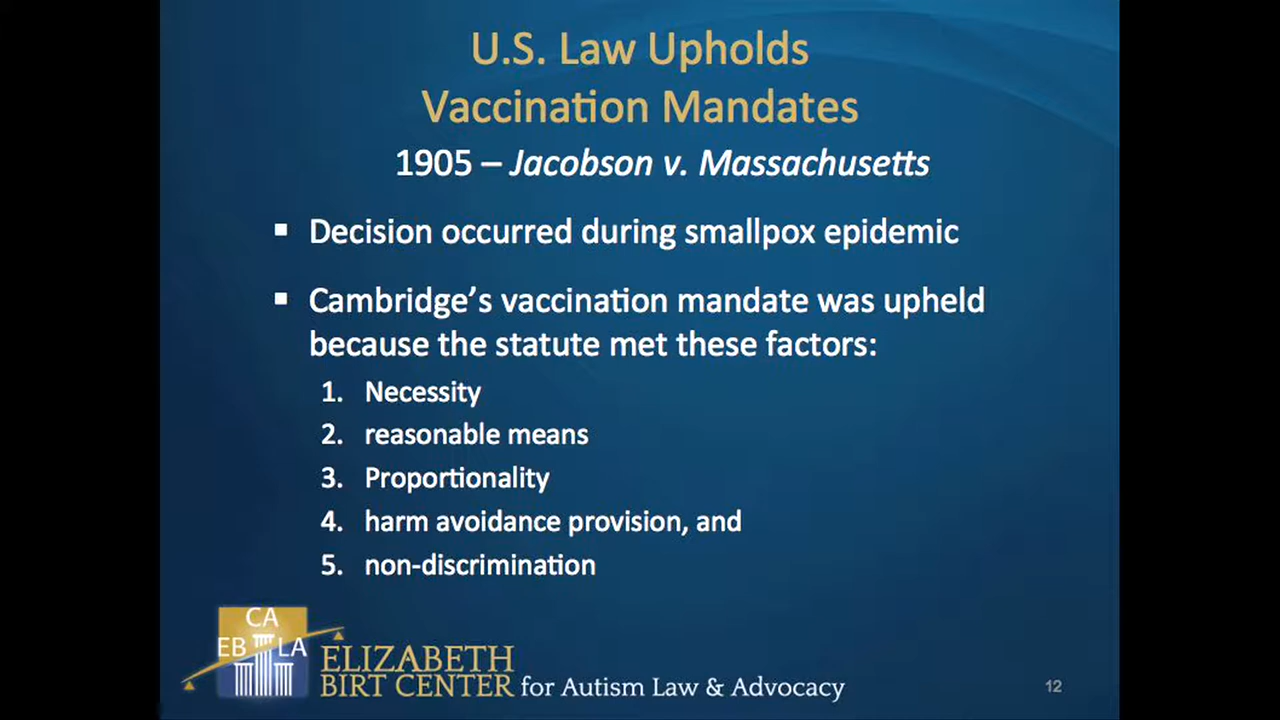 U.S. Law Upholds
Vaccination Mandates
1905 – Jacobson v. Massachusetts
▪ Decision occurred during smallpox epidemic
▪ Cambridge’s vaccination mandate was upheld
because the statute met these factors:
1. Necessity
2. reasonable means
3. Proportionality
4. harm avoidance provision, and
5. non-discrimination
CA
EB LA
ELIZABETH
BIRT CENTER for Autism Law & Advocacy
12